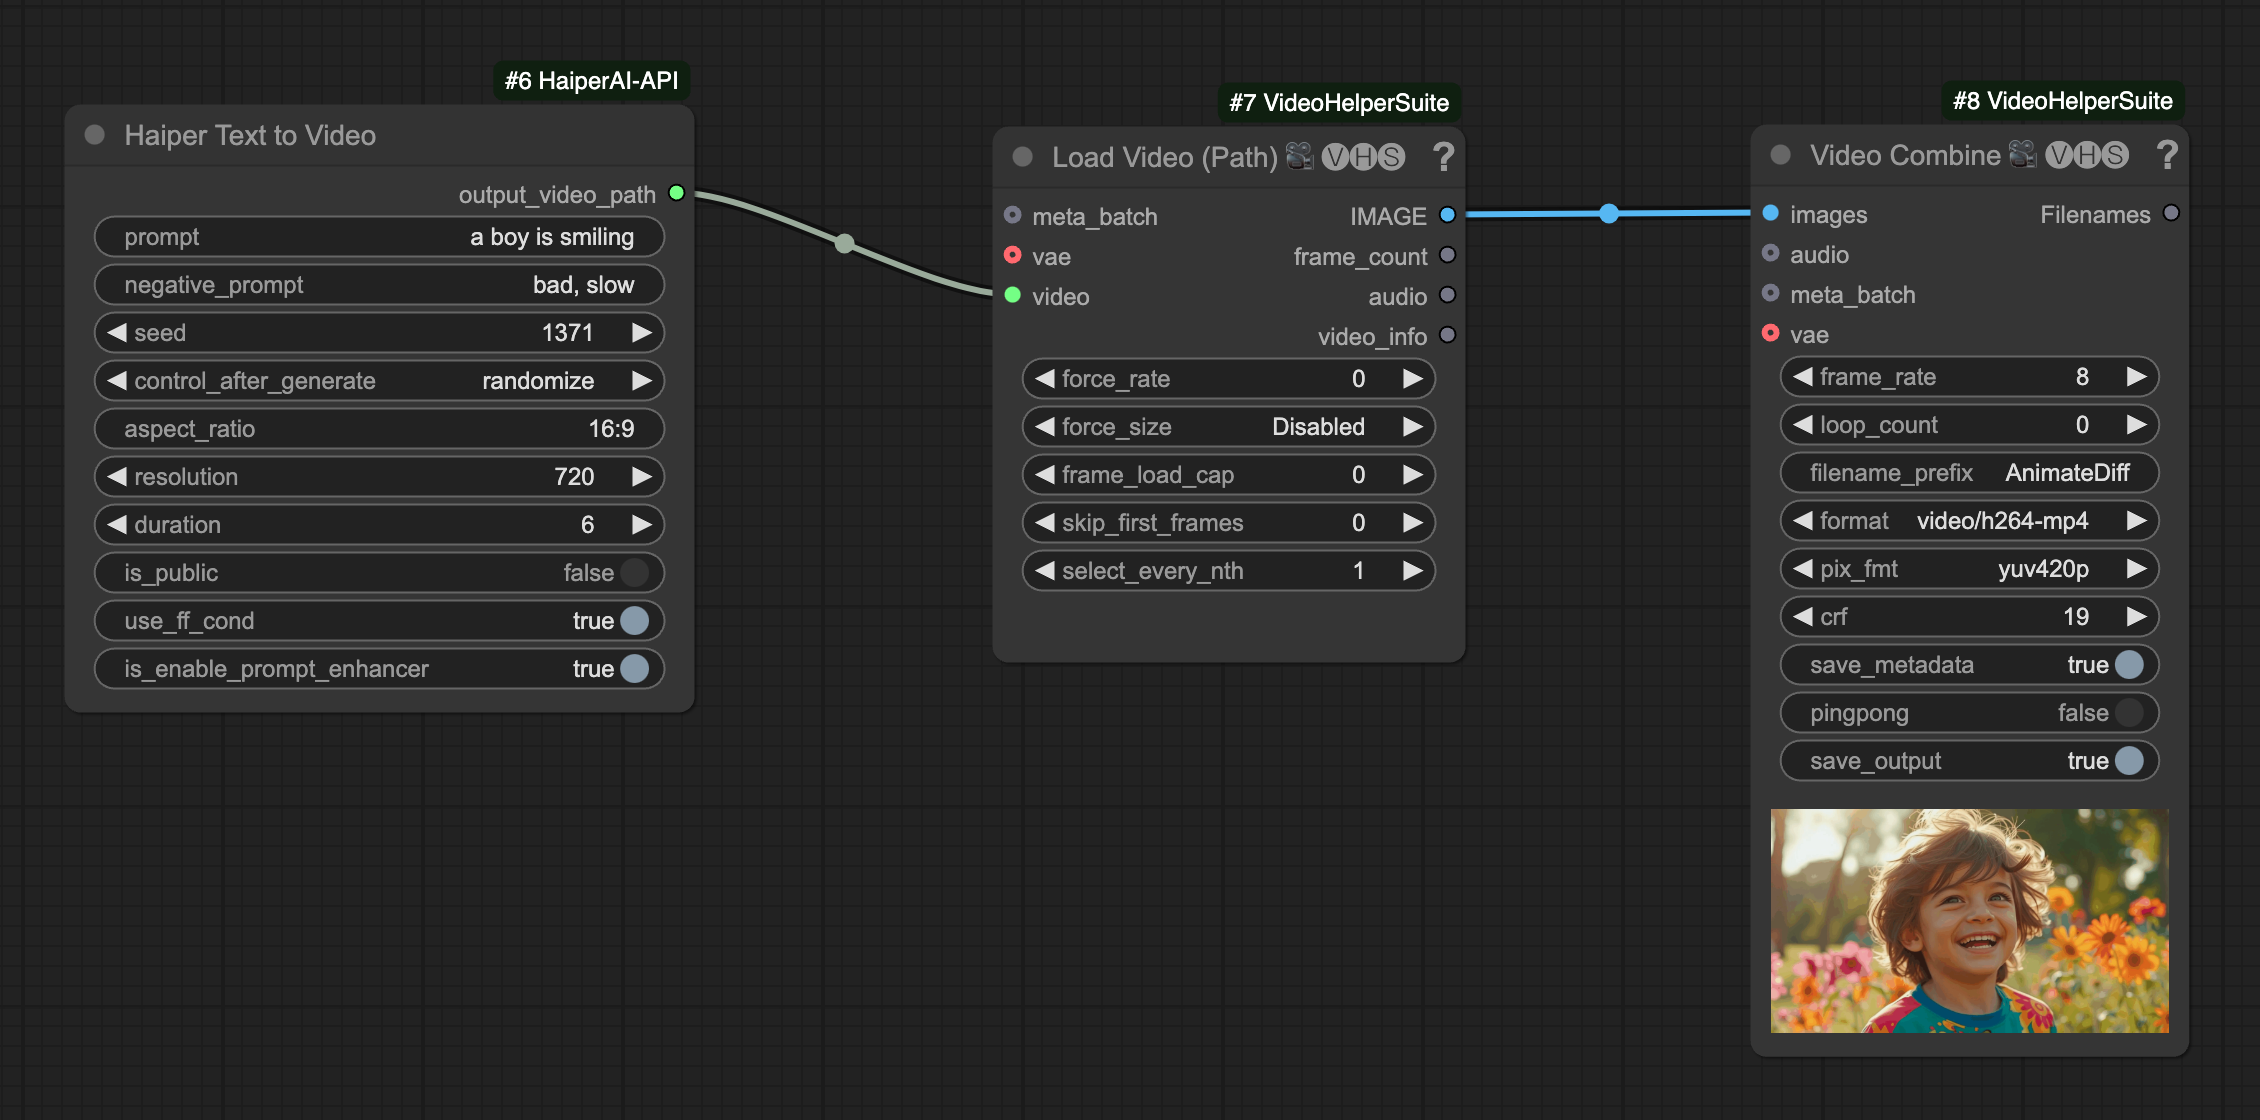 #6 HaiperAI-API
Haiper Text to Video
output_video_path
prompt a boy is smiling
negative_prompt bad, slow
seed 1371
control_after_generate randomize
aspect_ratio 16:9
resolution 720
duration 6
is_public false
use_ff_cond true
is_enable_prompt_enhancer true
#7 VideoHelperSuite
Load Video (Path) 🎥🅥🅗🅢 ?
meta_batch IMAGE
vae frame_count
video audio
video_info
force_rate 0
force_size Disabled
frame_load_cap 0
skip_first_frames 0
select_every_nth 1
#8 VideoHelperSuite
Video Combine 🎥🅥🅗🅢 ?
images Filenames
audio
meta_batch
vae
frame_rate 8
loop_count 0
filename_prefix AnimateDiff
format video/h264-mp4
pix_fmt yuv420p
crf 19
save_metadata true
pingpong false
save_output true